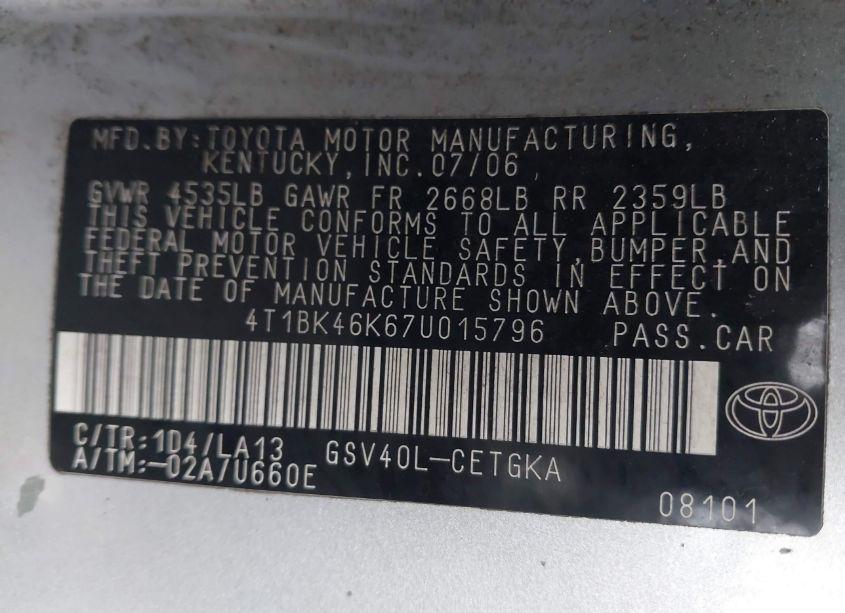 MFD.BY:TOYOTA MOTOR MANUFACTURING,
KENTUCKY,INC.07/06
GVWR 4535LB GAWR FR 2668LB RR 2359LB
THIS VEHICLE CONFORMS TO ALL APPLICABLE
FEDERAL MOTOR VEHICLE SAFETY,BUMPER,AND
THEFT PREVENTION STANDARDS IN EFFECT ON
THE DATE OF MANUFACTURE SHOWN ABOVE.
4T1BK46K67U015796 PASS.CAR
C/TR:1D4/LA13 GSV40L-CETGKA
A/TM:-02A/U660E
08101